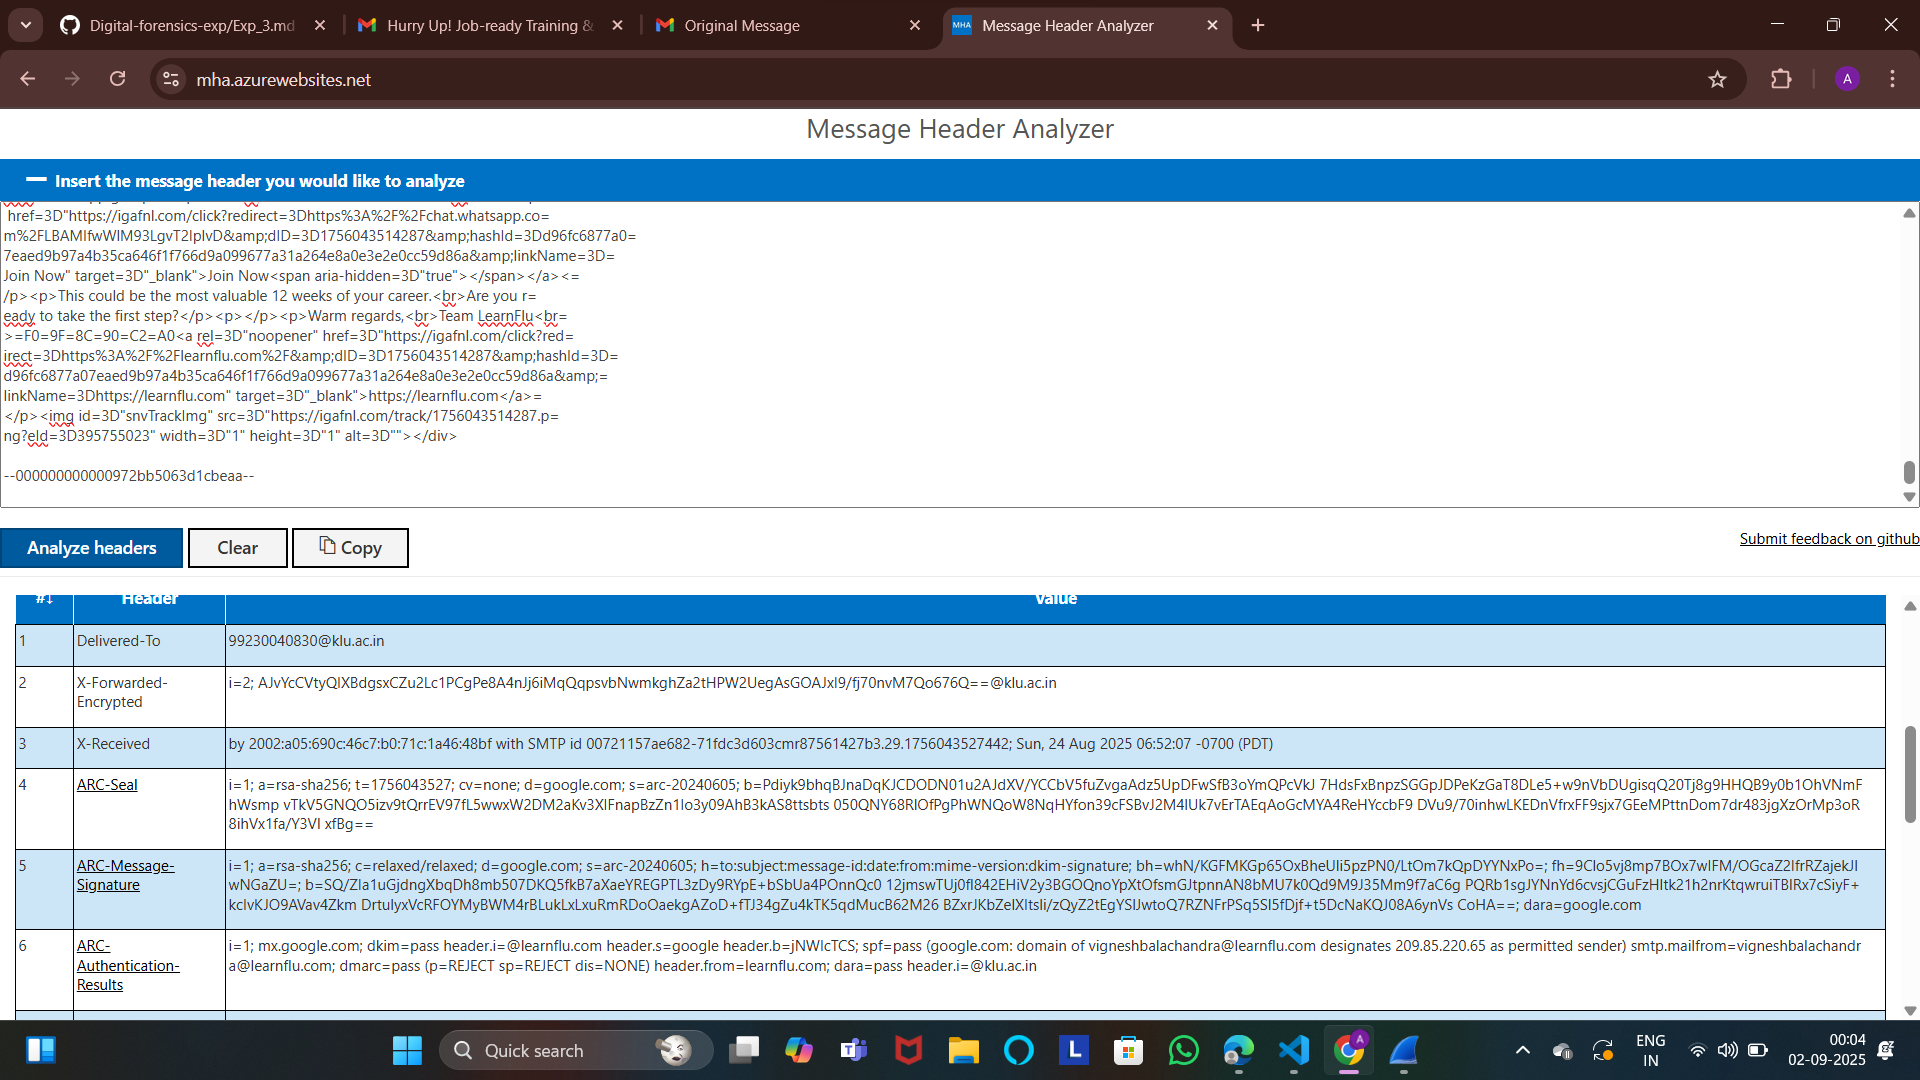 Digital-forensics-exp/Exp_3.md
Hurry Up! Job-ready Training &
Original Message
MHA
Message Header Analyzer
mha.azurewebsites.net
A
Message Header Analyzer
Insert the message header you would like to analyze
href=3D"https://igafnl.com/click?redirect=3Dhttps%3A%2F%2Fchat.whatsapp.co=
m%2FLBAMIfwWIM93LgvT2IpIvD&amp;dID=3D1756043514287&amp;hashId=3Dd96fc6877a0=
7eaed9b97a4b35ca646f1f766d9a099677a31a264e8a0e3e2e0cc59d86a&amp;linkName=3D=
Join Now" target=3D"_blank">Join Now<span aria-hidden=3D"true"></span></a><=
/p><p>This could be the most valuable 12 weeks of your career.<br>Are you r=
eady to take the first step?</p><p></p><p>Warm regards,<br>Team LearnFlu<br=
>=F0=9F=8C=90=C2=A0<a rel=3D"noopener" href=3D"https://igafnl.com/click?red=
irect=3Dhttps%3A%2F%2Flearnflu.com%2F&amp;dID=3D1756043514287&amp;hashId=3D=
d96fc6877a07eaed9b97a4b35ca646f1f766d9a099677a31a264e8a0e3e2e0cc59d86a&amp;=
linkName=3Dhttps://learnflu.com" target=3D"_blank">https://learnflu.com</a>=
</p><img id=3D"snvTrackImg" src=3D"https://igafnl.com/track/1756043514287.p=
ng?eId=3D395755023" width=3D"1" height=3D"1" alt=3D""></div>
--000000000000972bb5063d1cbeaa--
Analyze headers
Clear
Copy
Submit feedback on github
#↓ Header Value
1 Delivered-To 99230040830@klu.ac.in
2 X-Forwarded-Encrypted i=2; AJvYcCVtyQlXBdgsxCZu2Lc1PCgPe8A4nJj6iMqQqpsvbNwmkghZa2tHPW2UegAsGOAJxI9/fj70nvM7Qo676Q==@klu.ac.in
3 X-Received by 2002:a05:690c:46c7:b0:71c:1a46:48bf with SMTP id 00721157ae682-71fdc3d603cmr87561427b3.29.1756043527442; Sun, 24 Aug 2025 06:52:07 -0700 (PDT)
4 ARC-Seal i=1; a=rsa-sha256; t=1756043527; cv=none; d=google.com; s=arc-20240605; b=Pdiyk9bhqBJnaDqKJCDODN01u2AJdXV/YCCbV5fuZvgaAdz5UpDFwSfB3oYmQPcVkJ 7HdsFxBnpzSGGpJDPeKzGaT8DLe5+w9nVbDUgisqQ20Tj8g9HHQB9y0b1OhVNmF
hWsmp vTkV5GNQO5izv9tQrrEV97fL5wwxW2DM2aKv3XIFnapBzZn1lo3y09AhB3kAS8ttsbts 050QNY68RIOfPgPhWNQoW8NqHYfon39cFSBvJ2M4IUk7vErTAEqAoGcMYA4ReHYccbF9 DVu9/70inhwLKEDnVfrxFF9sjx7GEeMPttnDom7dr483jgXzOrMp3oR
8ihVx1fa/Y3VI xfBg==
5 ARC-Message-Signature i=1; a=rsa-sha256; c=relaxed/relaxed; d=google.com; s=arc-20240605; h=to:subject:message-id:date:from:mime-version:dkim-signature; bh=whN/KGFMKGp65OxBheUli5pzPN0/LtOm7kQpDYYNxPo=; fh=9CIo5vj8mp7BOx7wIFM/OGcaZ2IfrRZajekJI
wNGaZU=; b=SQ/ZIa1uGjdngXbqDh8mb507DKQ5fkB7aXaeYREGPTL3zDy9RYpE+bSbUa4POnnQc0 12jmswTUj0fI842EHiV2y3BGOQnoYpXtOfsmGJtpnnAN8bMU7k0Qd9M9J35Mm9f7aC6g PQRb1sgJYNnYd6cvsjCGuFzHItk21h2nrKtqwruiTBIRx7cSiyF+
kcIvKJO9AVav4Zkm DrtuIyxVcRFOYMyBWM4rBLukLxLxuRmRDoOaekgAZoD+fTJ34gZu4kTK5qdMucB62M26 BZxrJKbZeIXItsli/zQyZ2tEgYSIJwtoQ7RZNFrPSq5SI5fDjf+t5DcNaKQJ08A6ynVs CoHA==; dara=google.com
6 ARC-Authentication-Results i=1; mx.google.com; dkim=pass header.i=@learnflu.com header.s=google header.b=jNWIcTCS; spf=pass (google.com: domain of vigneshbalachandra@learnflu.com designates 209.85.220.65 as permitted sender) smtp.mailfrom=vigneshbalachandr
a@learnflu.com; dmarc=pass (p=REJECT sp=REJECT dis=NONE) header.from=learnflu.com; dara=pass header.i=@klu.ac.in
Quick search
L
A
ENG
IN
00:04
02-09-2025